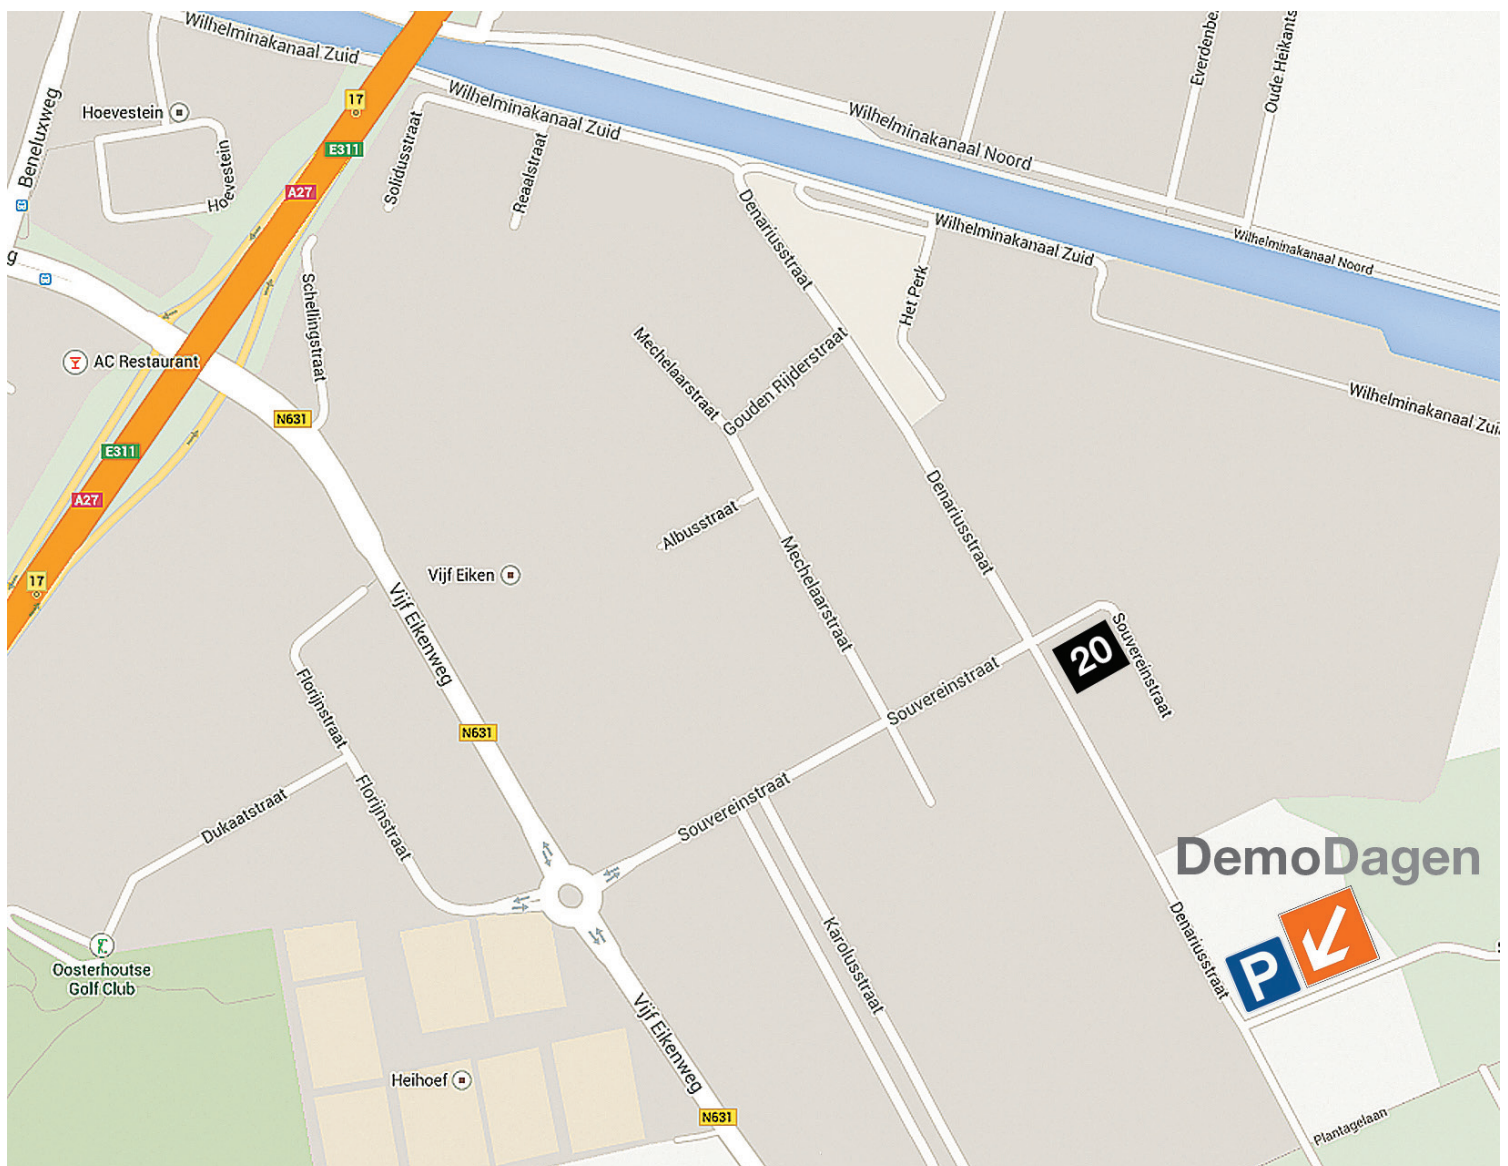 Wilhelminakanaal Zuid
Beneluxweg
Hoevestein
17
Hoevestein
E311
A27
Solidusstraat
Wilhelminakanaal Zuid
Reaalstraat
Wilhelminakanaal Noord
Everdenbe
Oude Heikants
g
Denariusstraat
Wilhelminakanaal Zuid
Wilhelminakanaal Noord
Schellingstraat
Het Perk
AC Restaurant
Mechelaarstraat
Gouden Rijderstraat
Wilhelminakanaal Zui
N631
E311
A27
Albusstraat
Denariusstraat
17
Vijf Eiken
Vijf Eikenweg
Mechelaarstraat
20
Souvereinstraat
Souvereinstraat
Florijnstraat
N631
Dukaatstraat
Florijnstraat
Souvereinstraat
DemoDagen
Denariusstraat
P
Karolusstraat
Oosterhoutse
Golf Club
Vijf Eikenweg
Heihoef
N631
Plantagelaan